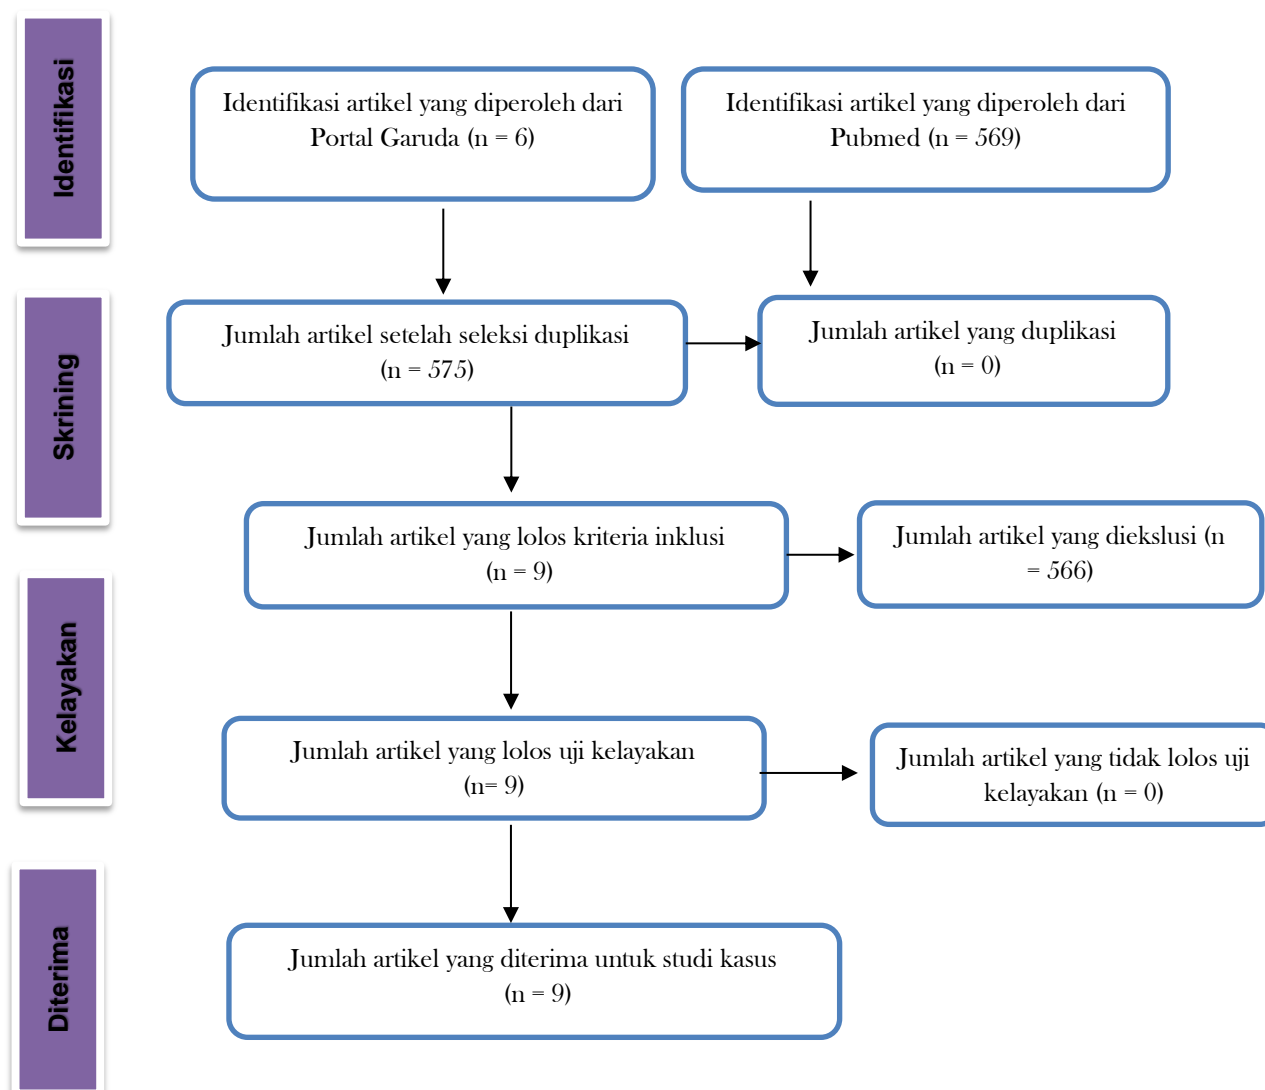 Identifikasi
Identifikasi artikel yang diperoleh dari
Portal Garuda (n = 6)
Identifikasi artikel yang diperoleh dari
Pubmed (n = 569)
Skrining
Jumlah artikel setelah seleksi duplikasi
(n = 575)
Jumlah artikel yang duplikasi
(n = 0)
Jumlah artikel yang lolos kriteria inklusi
(n = 9)
Jumlah artikel yang diekslusi (n
= 566)
Kelayakan
Jumlah artikel yang lolos uji kelayakan
(n= 9)
Jumlah artikel yang tidak lolos uji
kelayakan (n = 0)
Diterima
Jumlah artikel yang diterima untuk studi kasus
(n = 9)